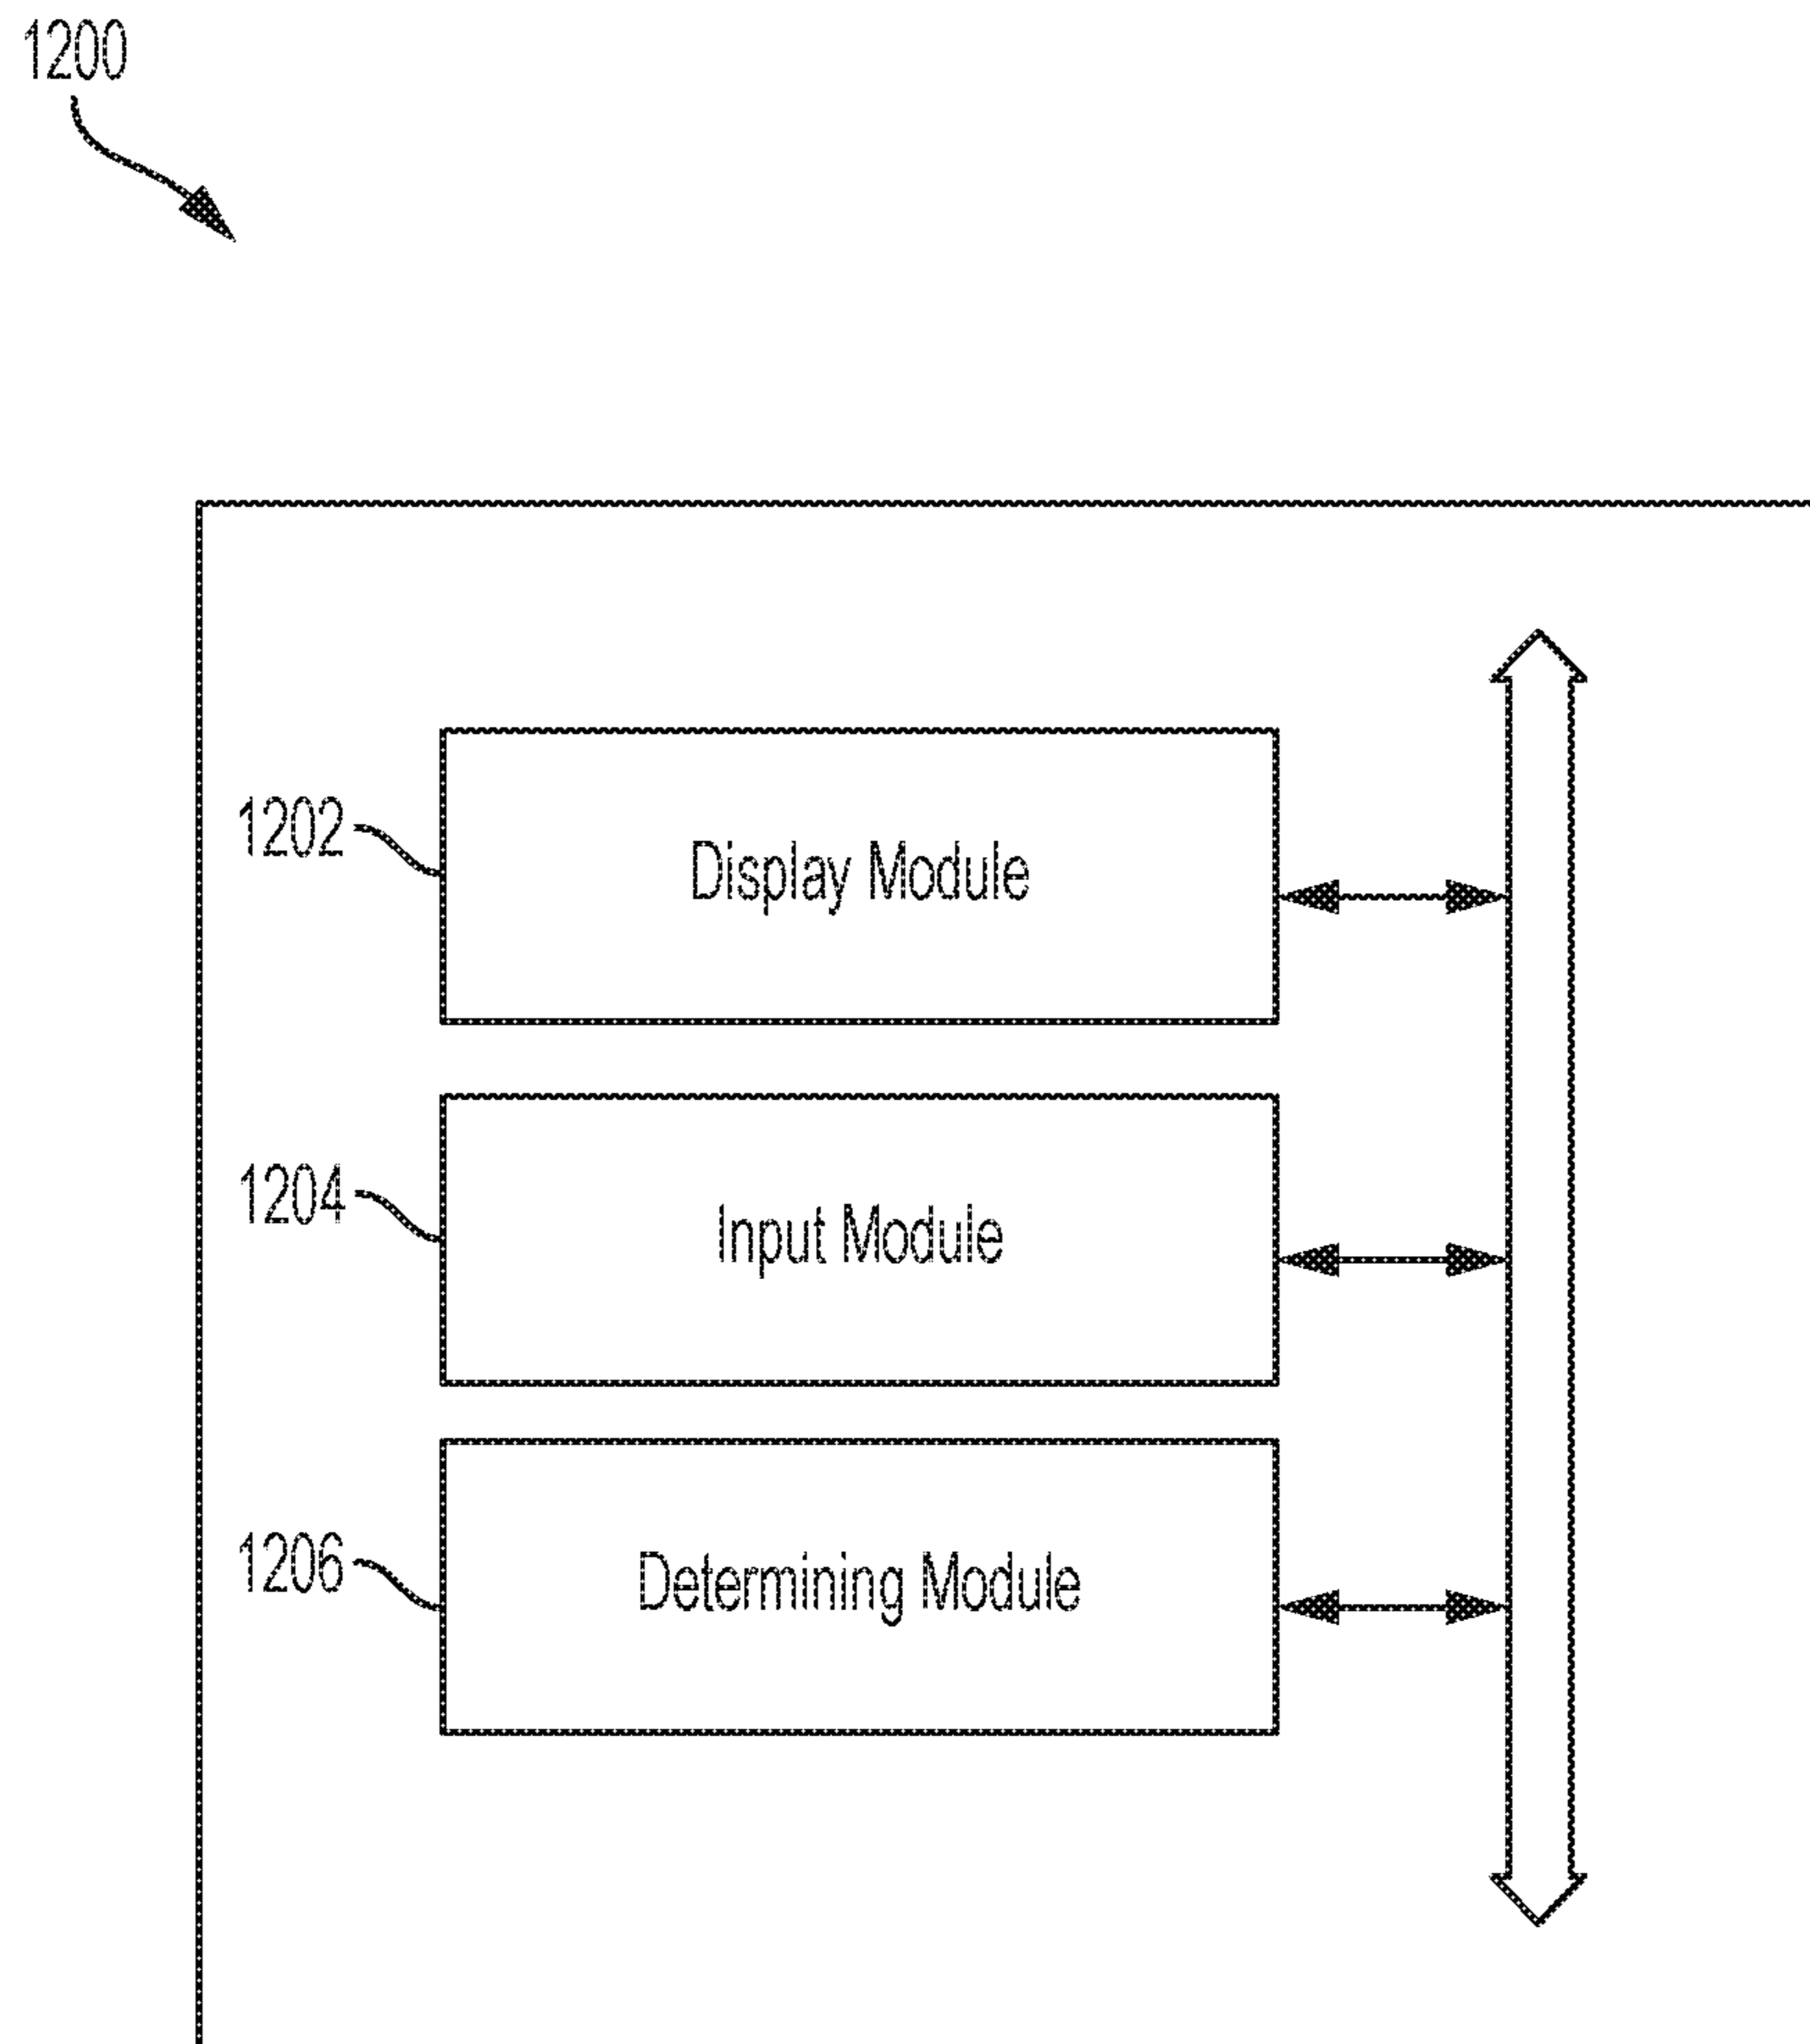 1200
1202
Display Module
1204
Input Module
1206
Determining Module